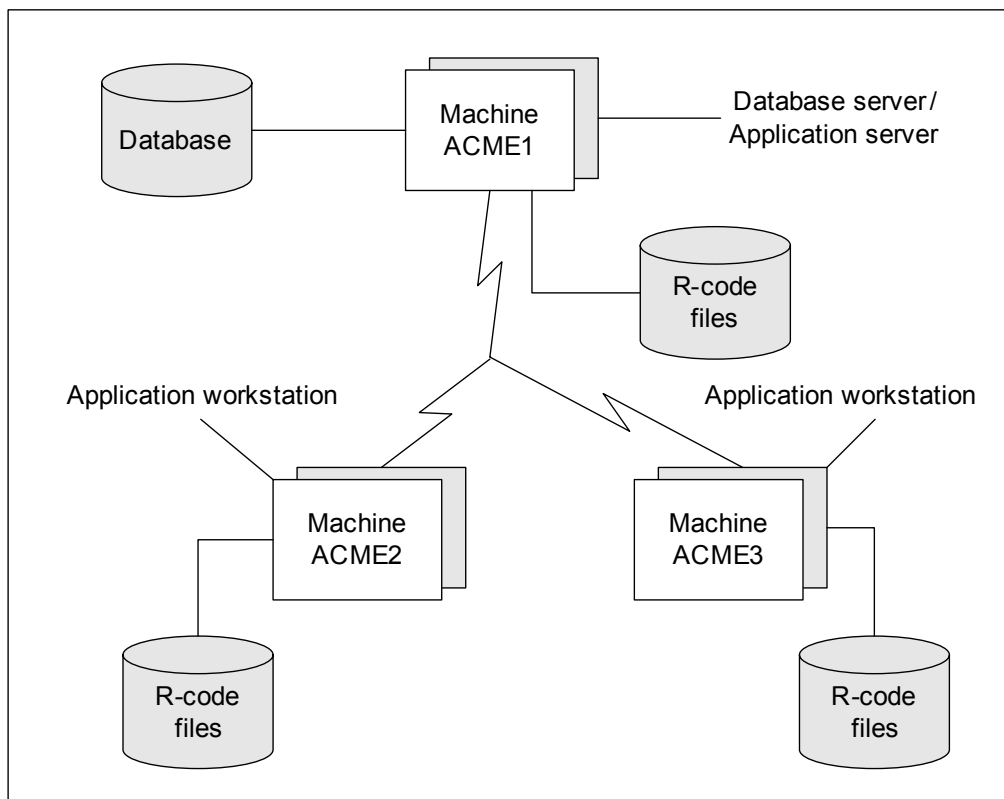 Database
Machine
ACME1
Database server/
Application server
R-code
files
Application workstation
Application workstation
Machine
ACME2
Machine
ACME3
R-code
files
R-code
files